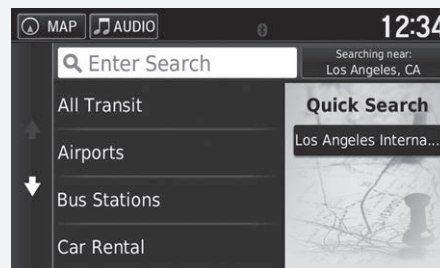 MAP
AUDIO
12:34
Enter Search
Searching near:
Los Angeles, CA
All Transit
Quick Search
Airports
Los Angeles Interna...
Bus Stations
Car Rental